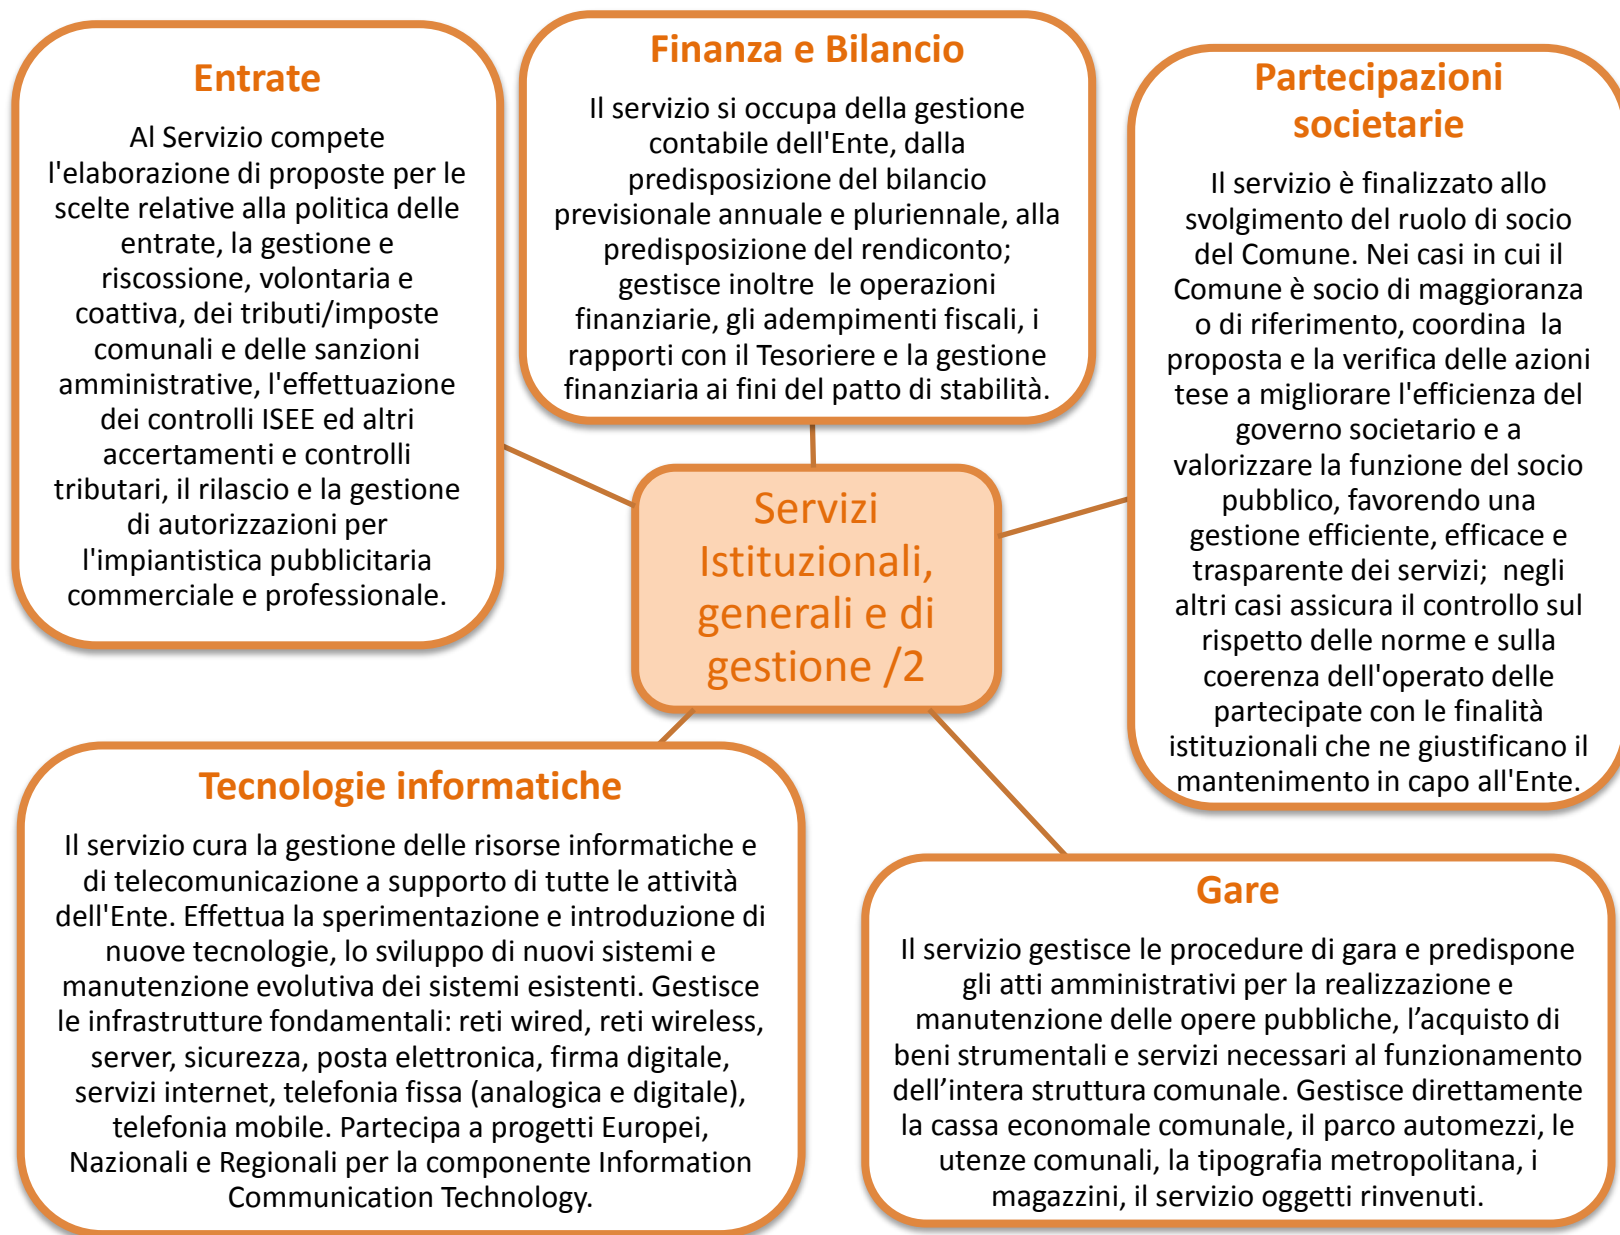 Entrate
Al Servizio compete
l'elaborazione di proposte per le
scelte relative alla politica delle
entrate, la gestione e
riscossione, volontaria e
coattiva, dei tributi/imposte
comunali e delle sanzioni
amministrative, l'effettuazione
dei controlli ISEE ed altri
accertamenti e controlli
tributari, il rilascio e la gestione
di autorizzazioni per
l'impiantistica pubblicitaria
commerciale e professionale.
Finanza e Bilancio
Il servizio si occupa della gestione
contabile dell'Ente, dalla
predisposizione del bilancio
previsionale annuale e pluriennale, alla
predisposizione del rendiconto;
gestisce inoltre  le operazioni
finanziarie, gli adempimenti fiscali, i
rapporti con il Tesoriere e la gestione
finanziaria ai fini del patto di stabilità.
Partecipazioni
societarie
Il servizio è finalizzato allo
svolgimento del ruolo di socio
del Comune. Nei casi in cui il
Comune è socio di maggioranza
o di riferimento, coordina  la
proposta e la verifica delle azioni
tese a migliorare l'efficienza del
governo societario e a
valorizzare la funzione del socio
pubblico, favorendo una
gestione efficiente, efficace e
trasparente dei servizi;  negli
altri casi assicura il controllo sul
rispetto delle norme e sulla
coerenza dell'operato delle
partecipate con le finalità
istituzionali che ne giustificano il
mantenimento in capo all'Ente.
Servizi
Istituzionali,
generali e di
gestione /2
Tecnologie informatiche
Il servizio cura la gestione delle risorse informatiche e
di telecomunicazione a supporto di tutte le attività
dell'Ente. Effettua la sperimentazione e introduzione di
nuove tecnologie, lo sviluppo di nuovi sistemi e
manutenzione evolutiva dei sistemi esistenti. Gestisce
le infrastrutture fondamentali: reti wired, reti wireless,
server, sicurezza, posta elettronica, firma digitale,
servizi internet, telefonia fissa (analogica e digitale),
telefonia mobile. Partecipa a progetti Europei,
Nazionali e Regionali per la componente Information
Communication Technology.
Gare
Il servizio gestisce le procedure di gara e predispone
gli atti amministrativi per la realizzazione e
manutenzione delle opere pubbliche, l’acquisto di
beni strumentali e servizi necessari al funzionamento
dell’intera struttura comunale. Gestisce direttamente
la cassa economale comunale, il parco automezzi, le
utenze comunali, la tipografia metropolitana, i
magazzini, il servizio oggetti rinvenuti.